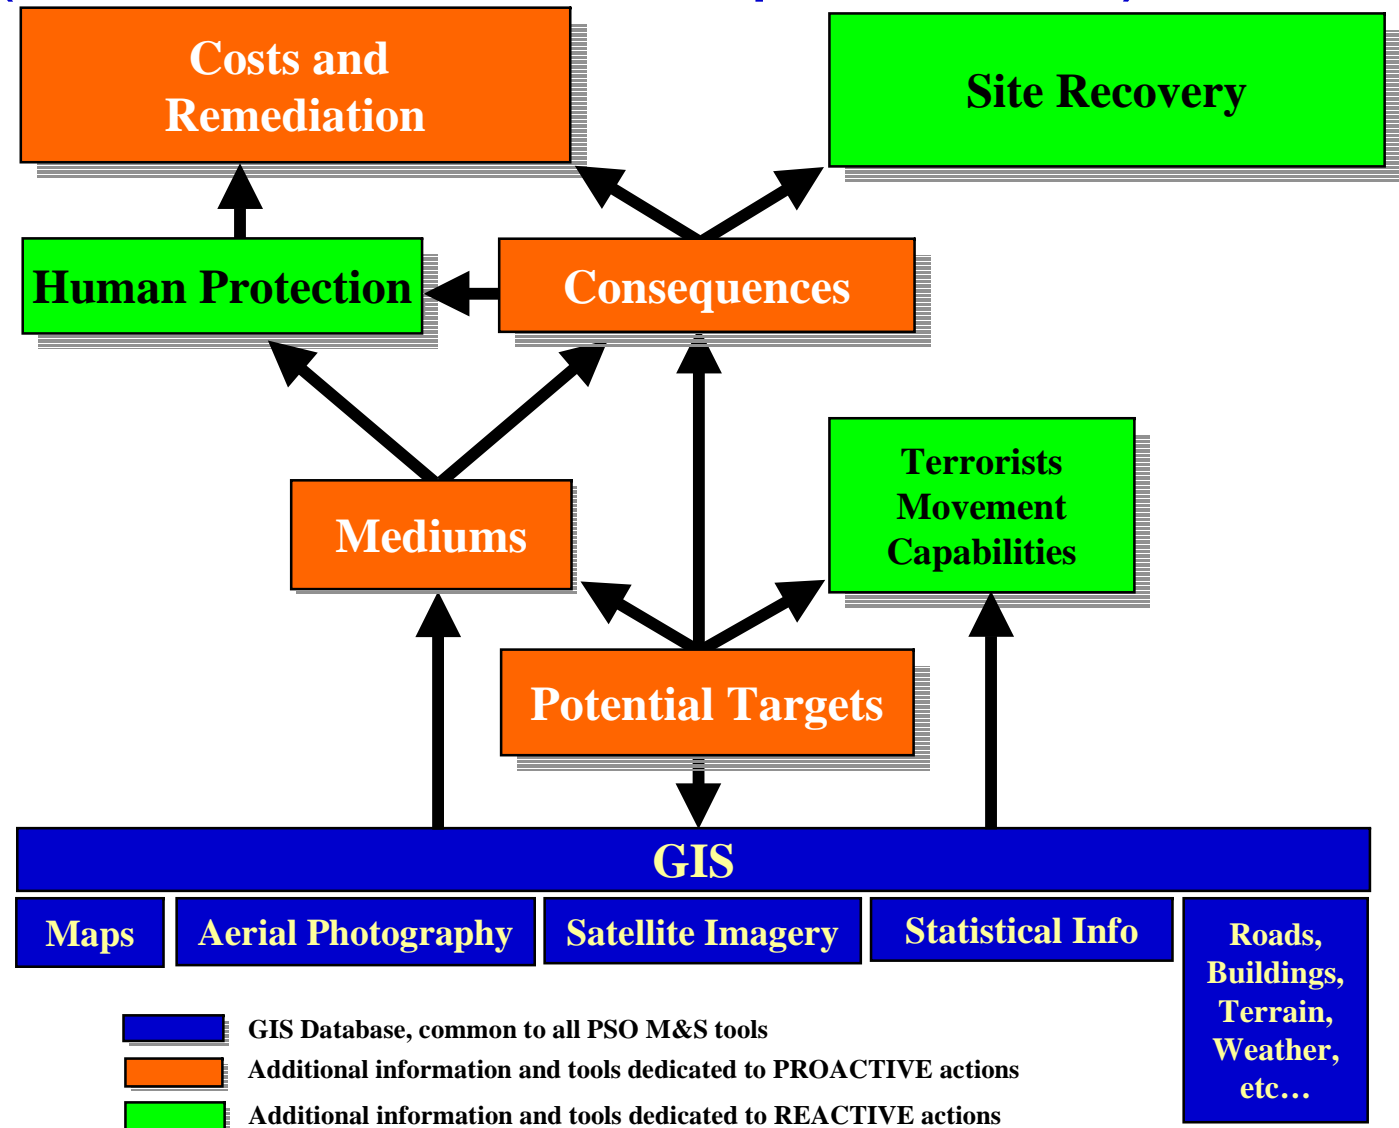 Costs and
Remediation
Site Recovery
Human Protection
Consequences
Mediums
Terrorists
Movement
Capabilities
Potential Targets
GIS
Maps
Aerial Photography
Satellite Imagery
Statistical Info
Roads,
Buildings,
Terrain,
Weather,
etc…
GIS Database, common to all PSO M&S tools
Additional information and tools dedicated to PROACTIVE actions
Additional information and tools dedicated to REACTIVE actions